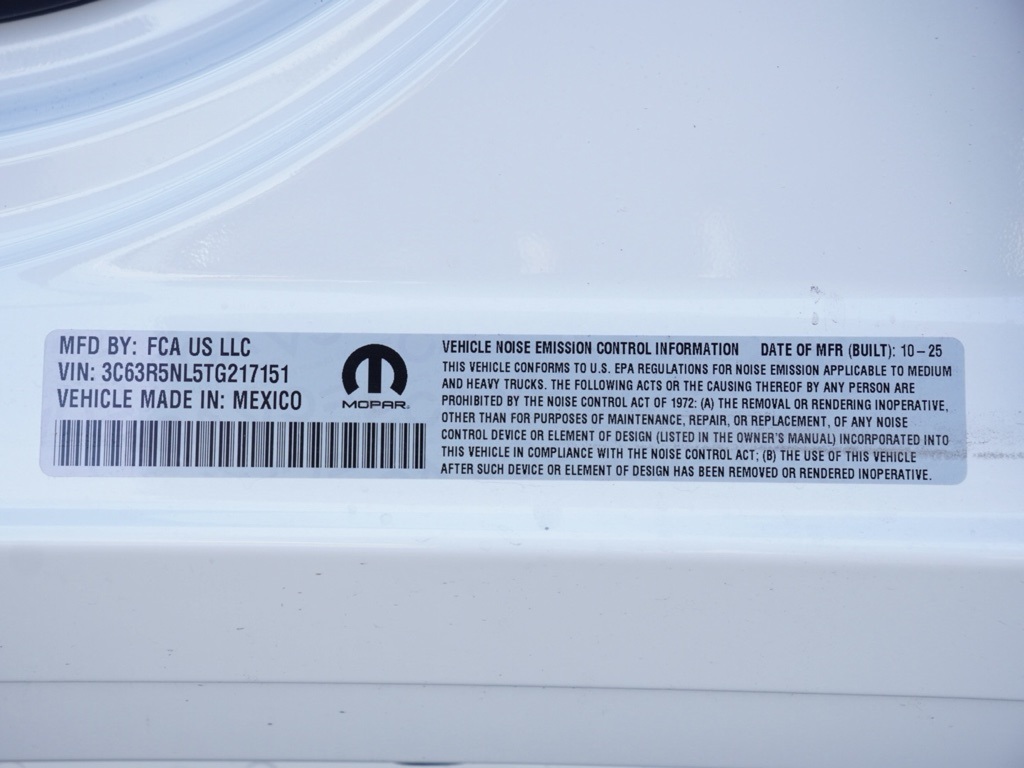 MFD BY: FCA US LLC
VIN: 3C63R5NL5TG217151
VEHICLE MADE IN: MEXICO
MOPAR®
VEHICLE NOISE EMISSION CONTROL INFORMATION DATE OF MFR (BUILT): 10-25
THIS VEHICLE CONFORMS TO U.S. EPA REGULATIONS FOR NOISE EMISSION APPLICABLE TO MEDIUM
AND HEAVY TRUCKS. THE FOLLOWING ACTS OR THE CAUSING THEREOF BY ANY PERSON ARE
PROHIBITED BY THE NOISE CONTROL ACT OF 1972: (A) THE REMOVAL OR RENDERING INOPERATIVE,
OTHER THAN FOR PURPOSES OF MAINTENANCE, REPAIR, OR REPLACEMENT, OF ANY NOISE
CONTROL DEVICE OR ELEMENT OF DESIGN (LISTED IN THE OWNER'S MANUAL) INCORPORATED INTO
THIS VEHICLE IN COMPLIANCE WITH THE NOISE CONTROL ACT; (B) THE USE OF THIS VEHICLE
AFTER SUCH DEVICE OR ELEMENT OF DESIGN HAS BEEN REMOVED OR RENDERED INOPERATIVE.